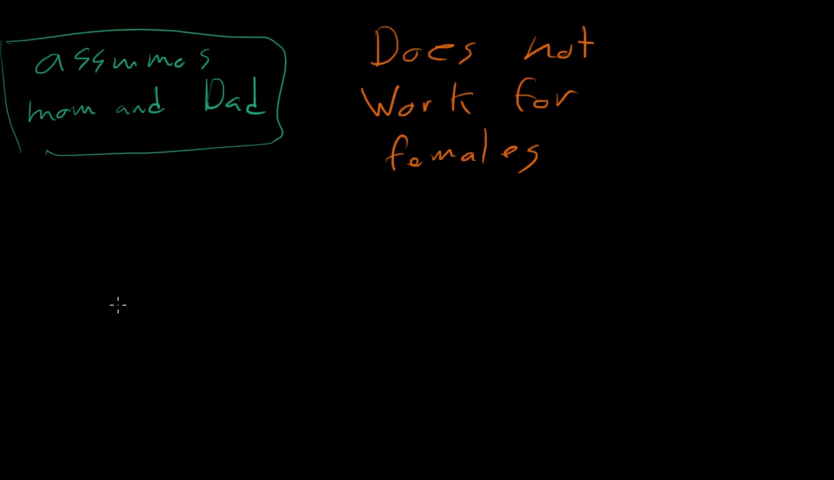 assumes
mom and Dad
Does not
Work for
females